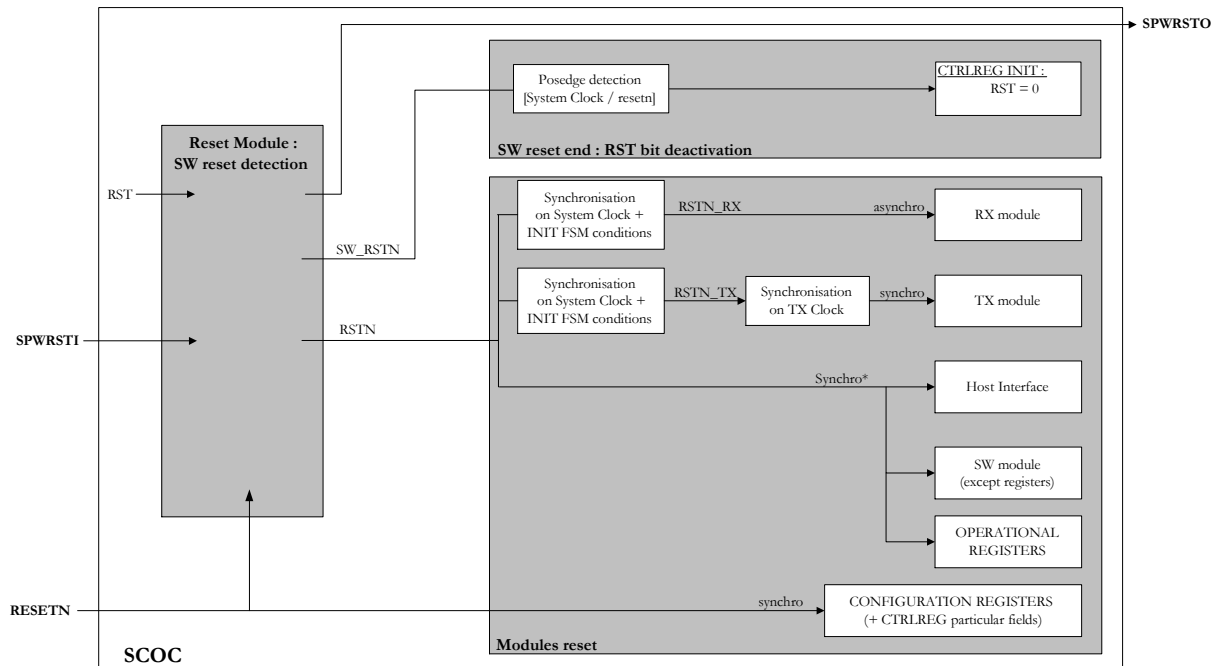 SPWRSTO
Posedge detection
[System Clock / resetn]
CTRLREG INIT :
RST = 0
SW reset end : RST bit deactivation
Reset Module :
SW reset detection
RST
SW_RSTN
RSTN
SPWRSTI
Synchronisation
on System Clock +
INIT FSM conditions
RSTN_RX
asynchro
RX module
Synchronisation
on System Clock +
INIT FSM conditions
RSTN_TX
Synchronisation
on TX Clock
synchro
TX module
Synchro*
Host Interface
SW module
(except registers)
OPERATIONAL
REGISTERS
RESETN
synchro
CONFIGURATION REGISTERS
(+ CTRLREG particular fields)
Modules reset
SCOC